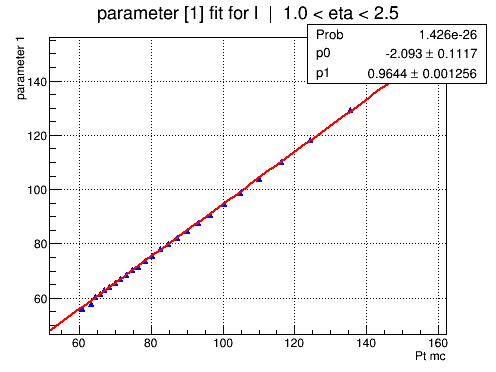 parameter [1] fit for I | 1.0 < eta < 2.5
Prob 1.426e-26
p0 -2.093 ± 0.1117
p1 0.9644 ± 0.001256
parameter 1
140
120
100
80
60
60 80 100 120 140 160
Pt mc